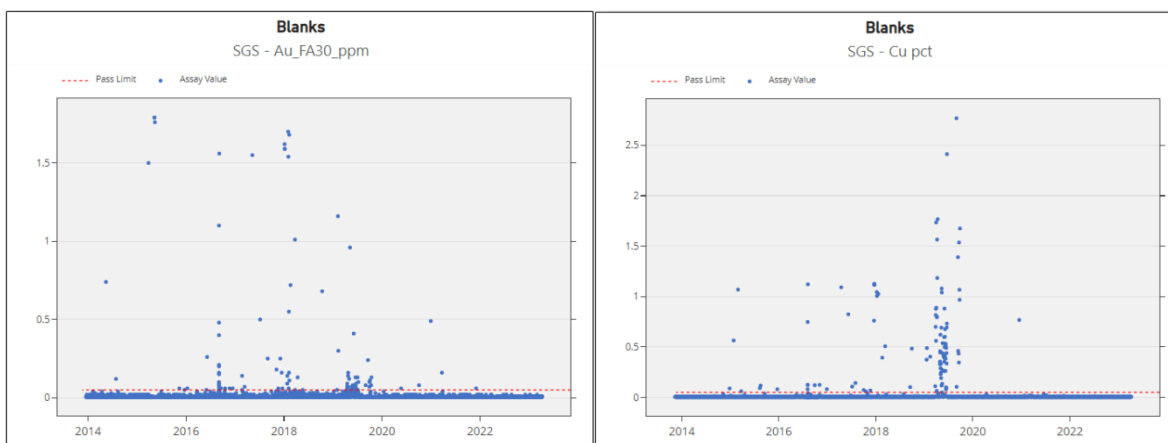 Blanks
SGS - Au_FA30_ppm
Pass Limit
Assay Value
1.5
1
0.5
0
2014
2016
2018
2020
2022
Blanks
SGS - Cu pct
Pass Limit
Assay Value
2.5
2
1.5
1
0.5
0
2014
2016
2018
2020
2022